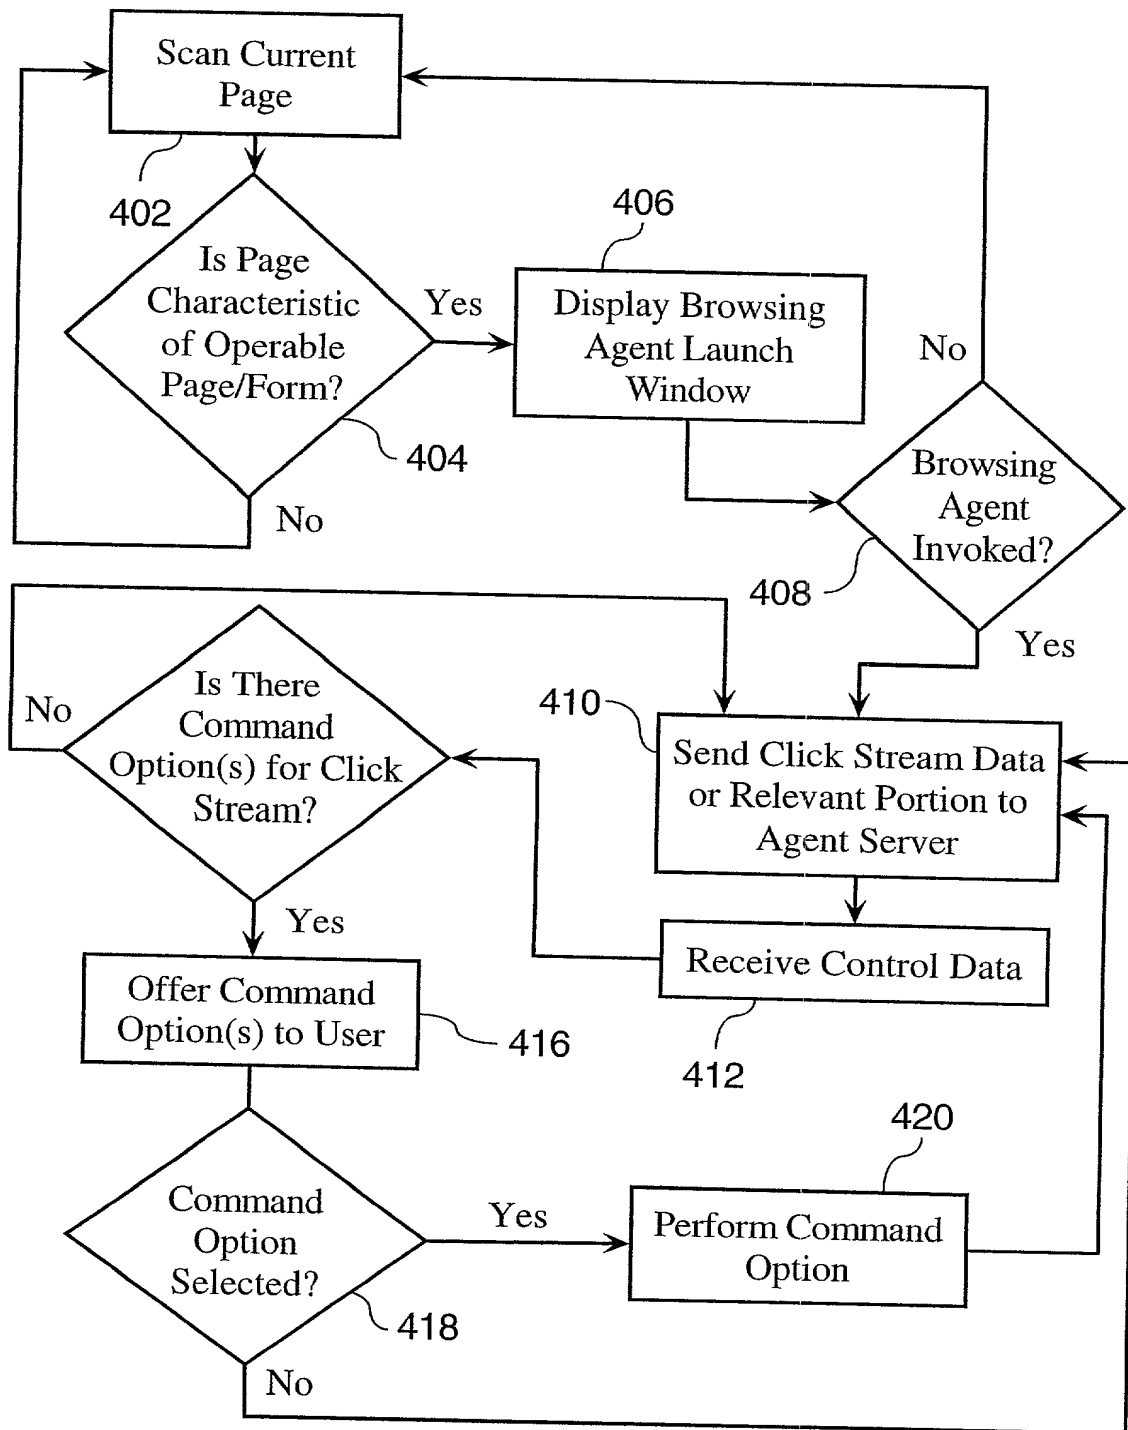 Scan Current
Page
402
Is Page
Characteristic
of Operable
Page/Form?
404
Yes
No
406
Display Browsing
Agent Launch
Window
No
Browsing
Agent
Invoked?
408
Yes
410
Send Click Stream Data
or Relevant Portion to
Agent Server
Receive Control Data
412
Is There
Command
Option(s) for Click
Stream?
No
Yes
Offer Command
Option(s) to User
416
Command
Option
Selected?
418
Yes
No
420
Perform Command
Option